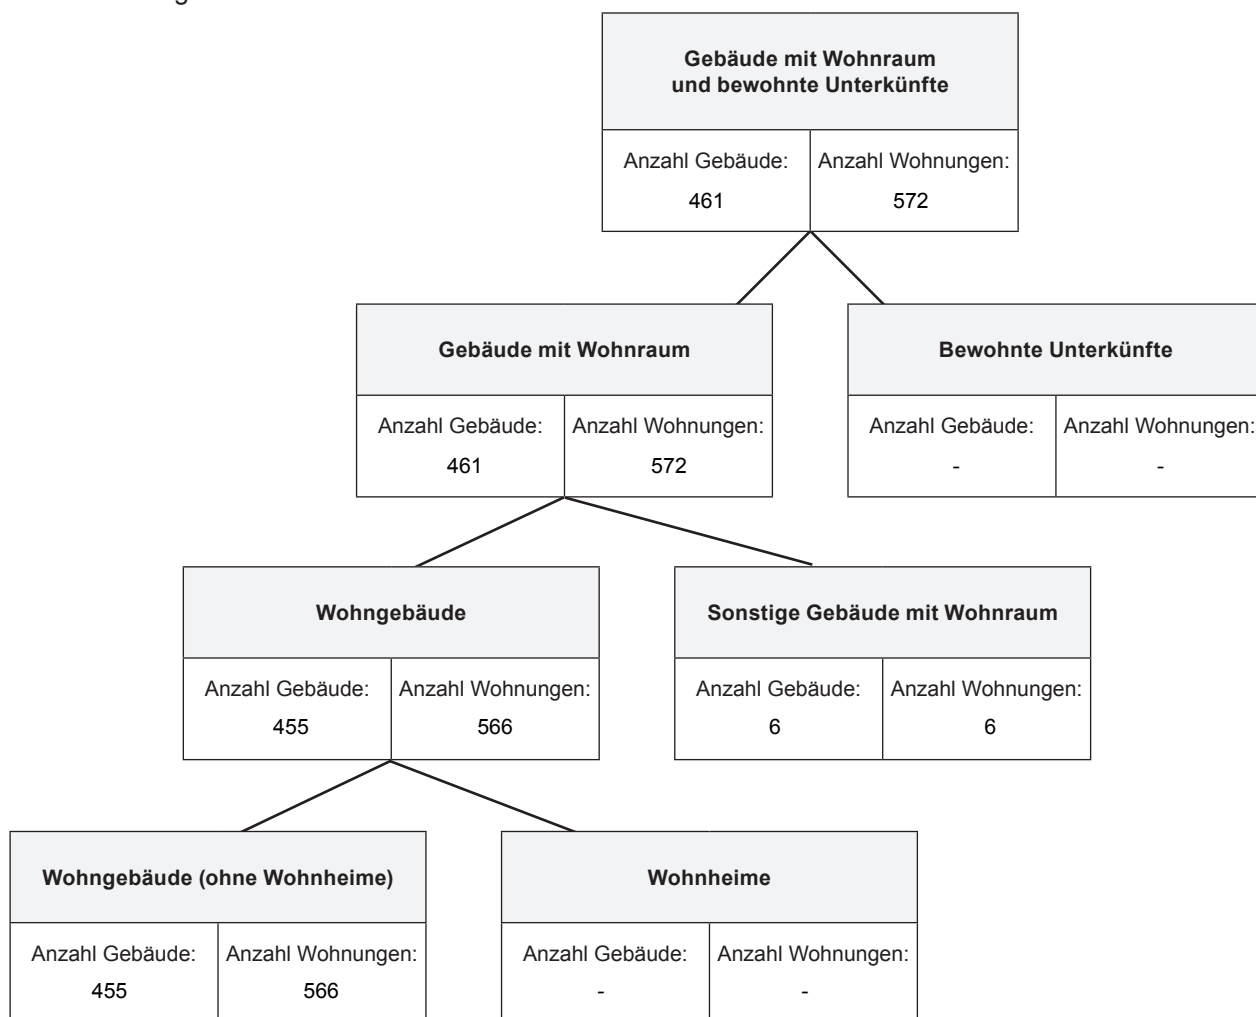 Gebäude mit Wohnraum
und bewohnte Unterkünfte
Anzahl Gebäude: Anzahl Wohnungen:
461 572
Gebäude mit Wohnraum Bewohnte Unterkünfte
Anzahl Gebäude: Anzahl Wohnungen: Anzahl Gebäude: Anzahl Wohnungen:
461 572 - -
Wohngebäude Sonstige Gebäude mit Wohnraum
Anzahl Gebäude: Anzahl Wohnungen: Anzahl Gebäude: Anzahl Wohnungen:
455 566 6 6
Wohngebäude (ohne Wohnheime) Wohnheime
Anzahl Gebäude: Anzahl Wohnungen: Anzahl Gebäude: Anzahl Wohnungen:
455 566 - -